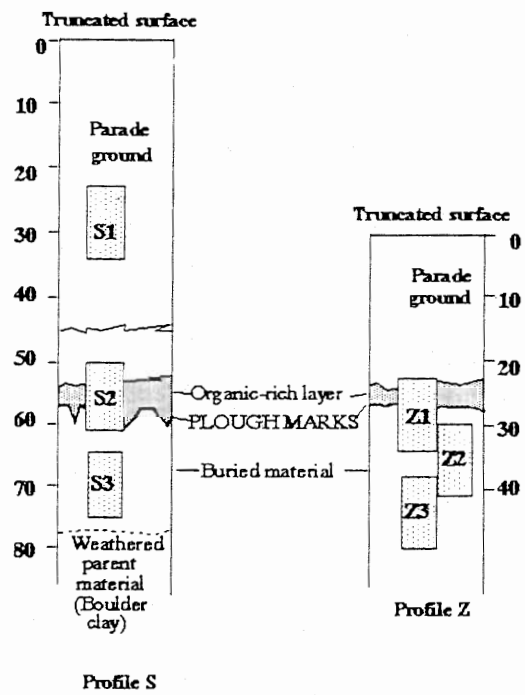 Truncated surface
0
10
Parade
ground
20
S1
30
40
50
S2
60
S3
70
80
Weathered
parent
material
(Boulder
clay)
Profile S
Organic-rich layer
PLOUGH MARKS
Buried material
Truncated surface
0
Parade
ground
10
20
Z1
30
Z2
40
Z3
Profile Z